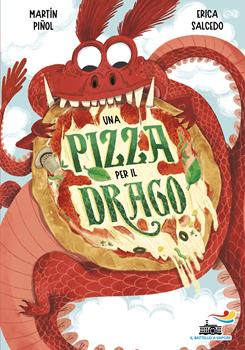 MARTÍN
PIÑOL
ERICA
SALCEDO
UNA
PIZZA
PER IL
DRAGO
IL BATTELLO A VAPORE